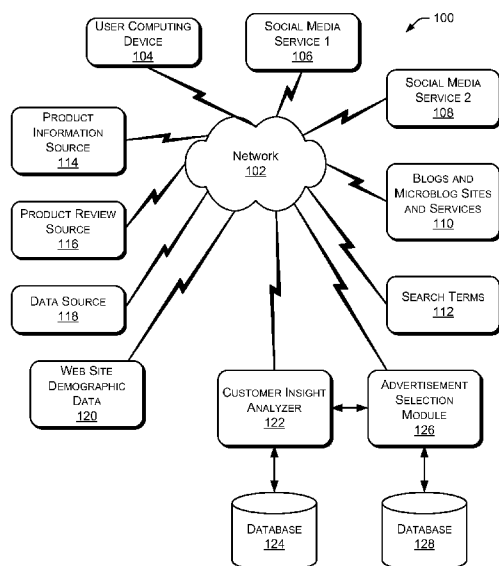 100
USER COMPUTING
DEVICE
104
SOCIAL MEDIA
SERVICE 1
106
SOCIAL MEDIA
SERVICE 2
108
PRODUCT
INFORMATION
SOURCE
114
Network
102
BLOGS AND
MICROBLOG SITES
AND SERVICES
110
PRODUCT REVIEW
SOURCE
116
DATA SOURCE
118
SEARCH TERMS
112
WEB SITE
DEMOGRAPHIC
DATA
120
CUSTOMER INSIGHT
ANALYZER
122
ADVERTISEMENT
SELECTION
MODULE
126
DATABASE
124
DATABASE
128